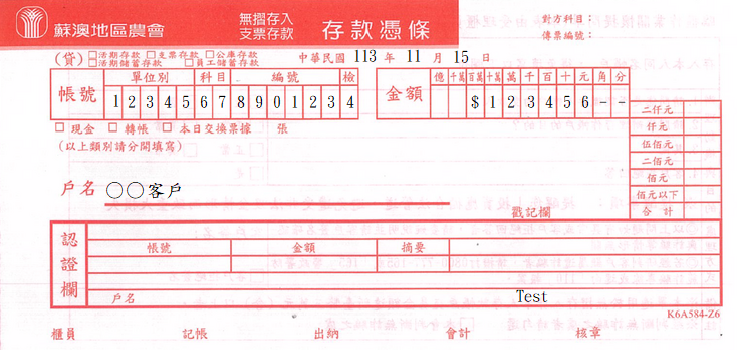 蘇澳地區農會
無摺存入
支票存款
存款憑條
對方科目：
傳票編號：
(貸) □活期存款 □支票存款 □公庫存款
□活期儲蓄存款 □員工儲蓄存款
中華民國 113 年 11 月 15 日
帳號
單位別 科目 編號 檢
1 2 3 4 5 6 7 8 9 0 1 2 3 4
金額
億 千萬 百萬 十萬 萬 千 百 十 元 角 分
$ 1 2 3 4 5 6 - -
□ 現金 □ 轉帳 □ 本日交換票據 張
(以上類別請分開填寫)
戶名 ○○客戶
戳記欄
二仟元
仟元
伍佰元
二佰元
佰元
佰元以下
合計
認證欄
帳號 金額 摘要
戶名
Test
K6A584-Z6
櫃員 記帳 出納 會計 核章